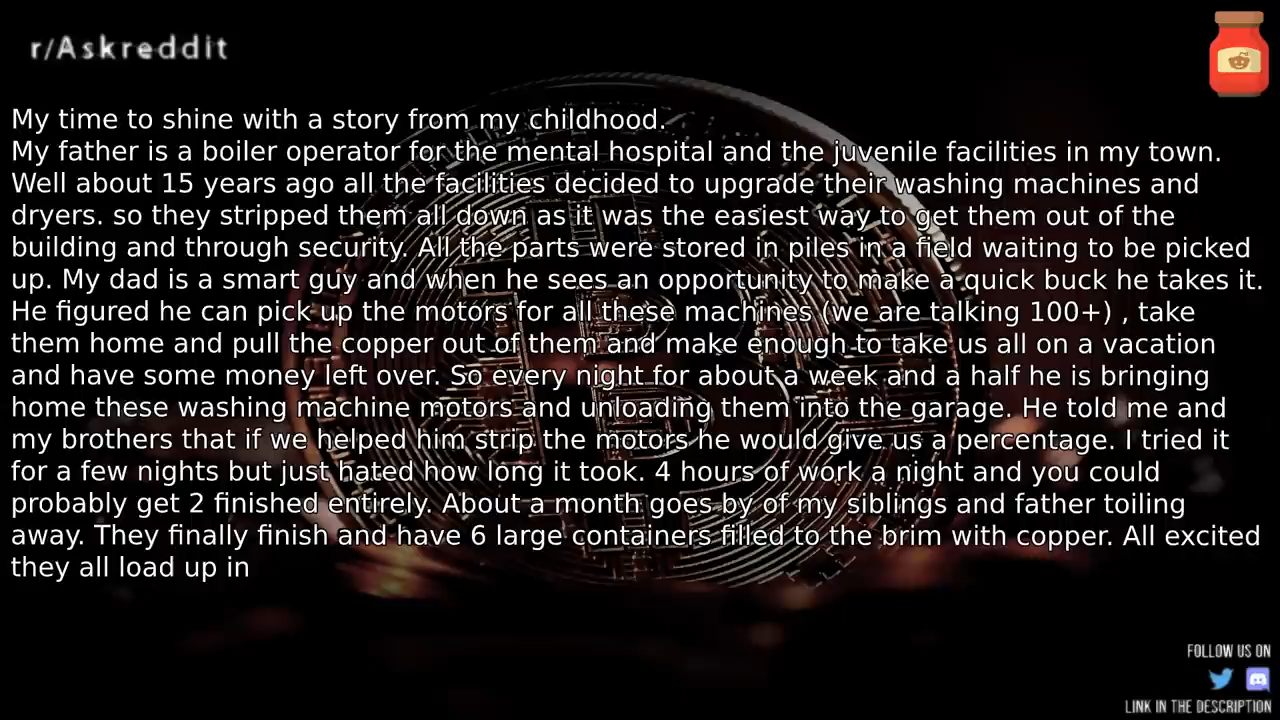 r/Askreddit
My time to shine with a story from my childhood.
My father is a boiler operator for the mental hospital and the juvenile facilities in my town.
Well about 15 years ago all the facilities decided to upgrade their washing machines and
dryers. so they stripped them all down as it was the easiest way to get them out of the
building and through security. All the parts were stored in piles in a field waiting to be picked
up. My dad is a smart guy and when he sees an opportunity to make a quick buck he takes it.
He figured he can pick up the motors for all these machines (we are talking 100+) , take
them home and pull the copper out of them and make enough to take us all on a vacation
and have some money left over. So every night for about a week and a half he is bringing
home these washing machine motors and unloading them into the garage. He told me and
my brothers that if we helped him strip the motors he would give us a percentage. I tried it
for a few nights but just hated how long it took. 4 hours of work a night and you could
probably get 2 finished entirely. About a month goes by of my siblings and father toiling
away. They finally finish and have 6 large containers filled to the brim with copper. All excited
they all load up in
FOLLOW US ON
LINK IN THE DESCRIPTION